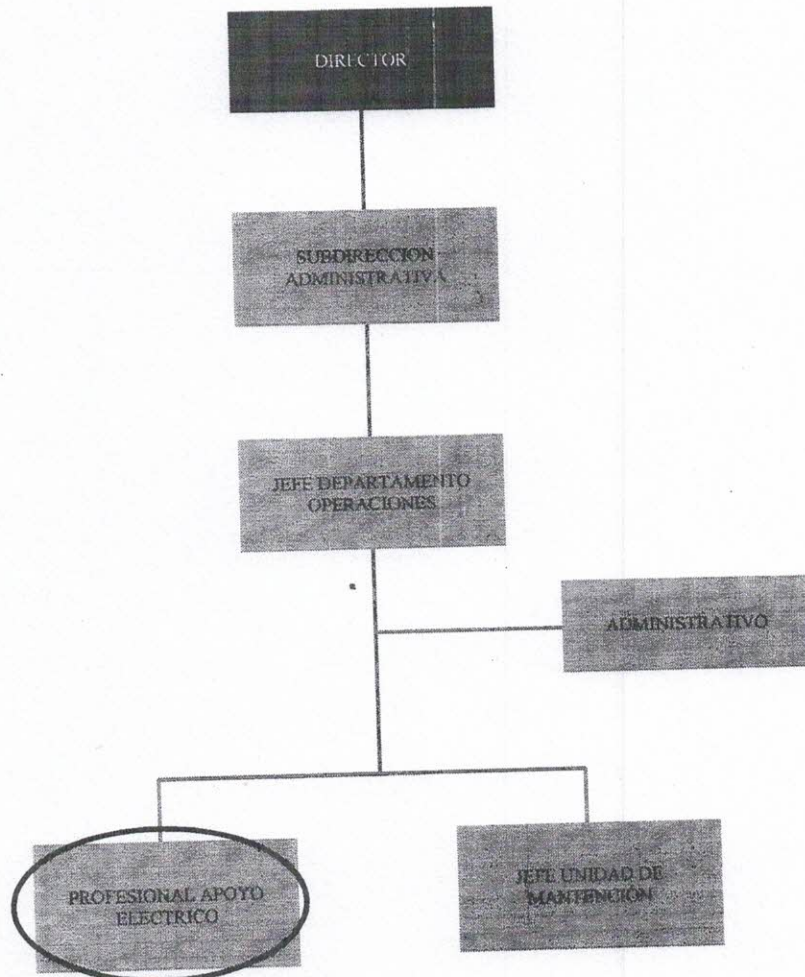 DIRECTOR
SUBDIRECCION
ADMINISTRATIVA
JEFE DEPARTAMENTO
OPERACIONES
ADMINISTRATIVO
PROFESIONAL APOYO
ELECTRICO
JEFE UNIDAD DE
MANTENCIÓN